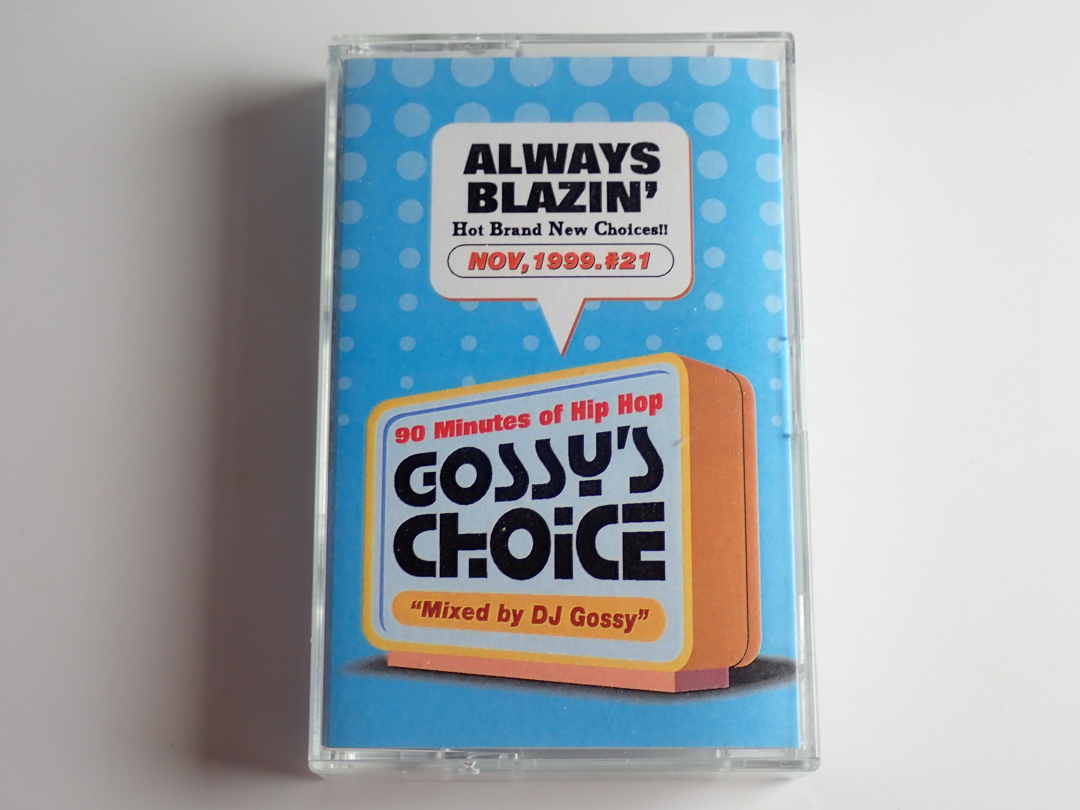 ALWAYS
BLAZIN'
Hot Brand New Choices!!
NOV,1999.#21
90 Minutes of Hip Hop
GOSSY'S
CHOiCE
"Mixed by DJ Gossy"